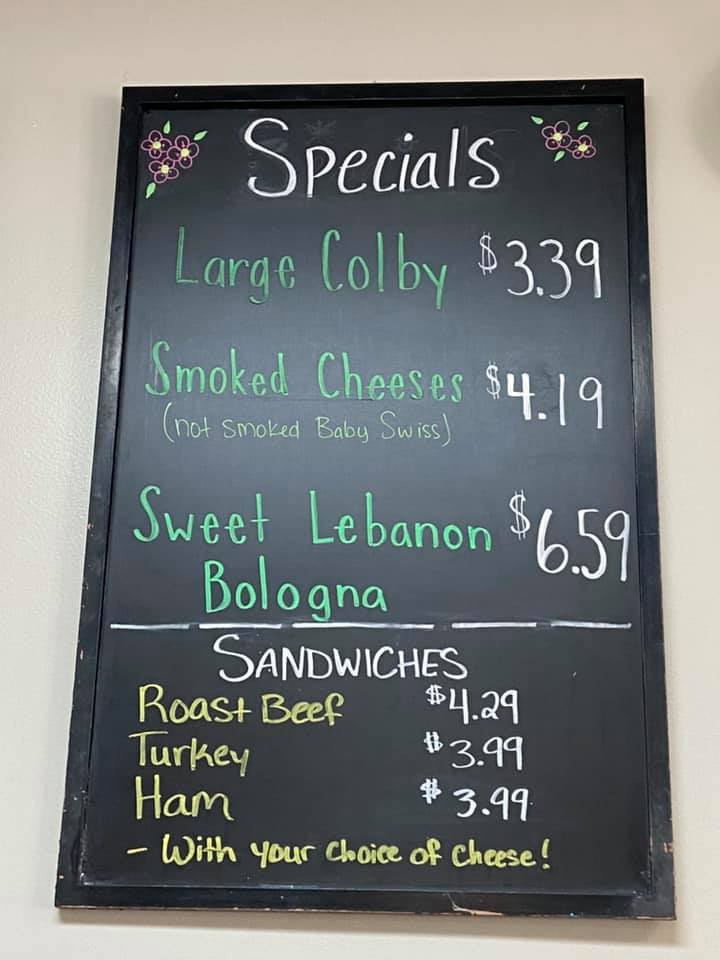 Specials
Large Colby $3.39
Smoked Cheeses $4.19
(not smoked Baby Swiss)
Sweet Lebanon $6.59
Bologna
SANDWICHES
Roast Beef $4.29
Turkey $3.99
Ham $3.99
- With your choice of cheese!